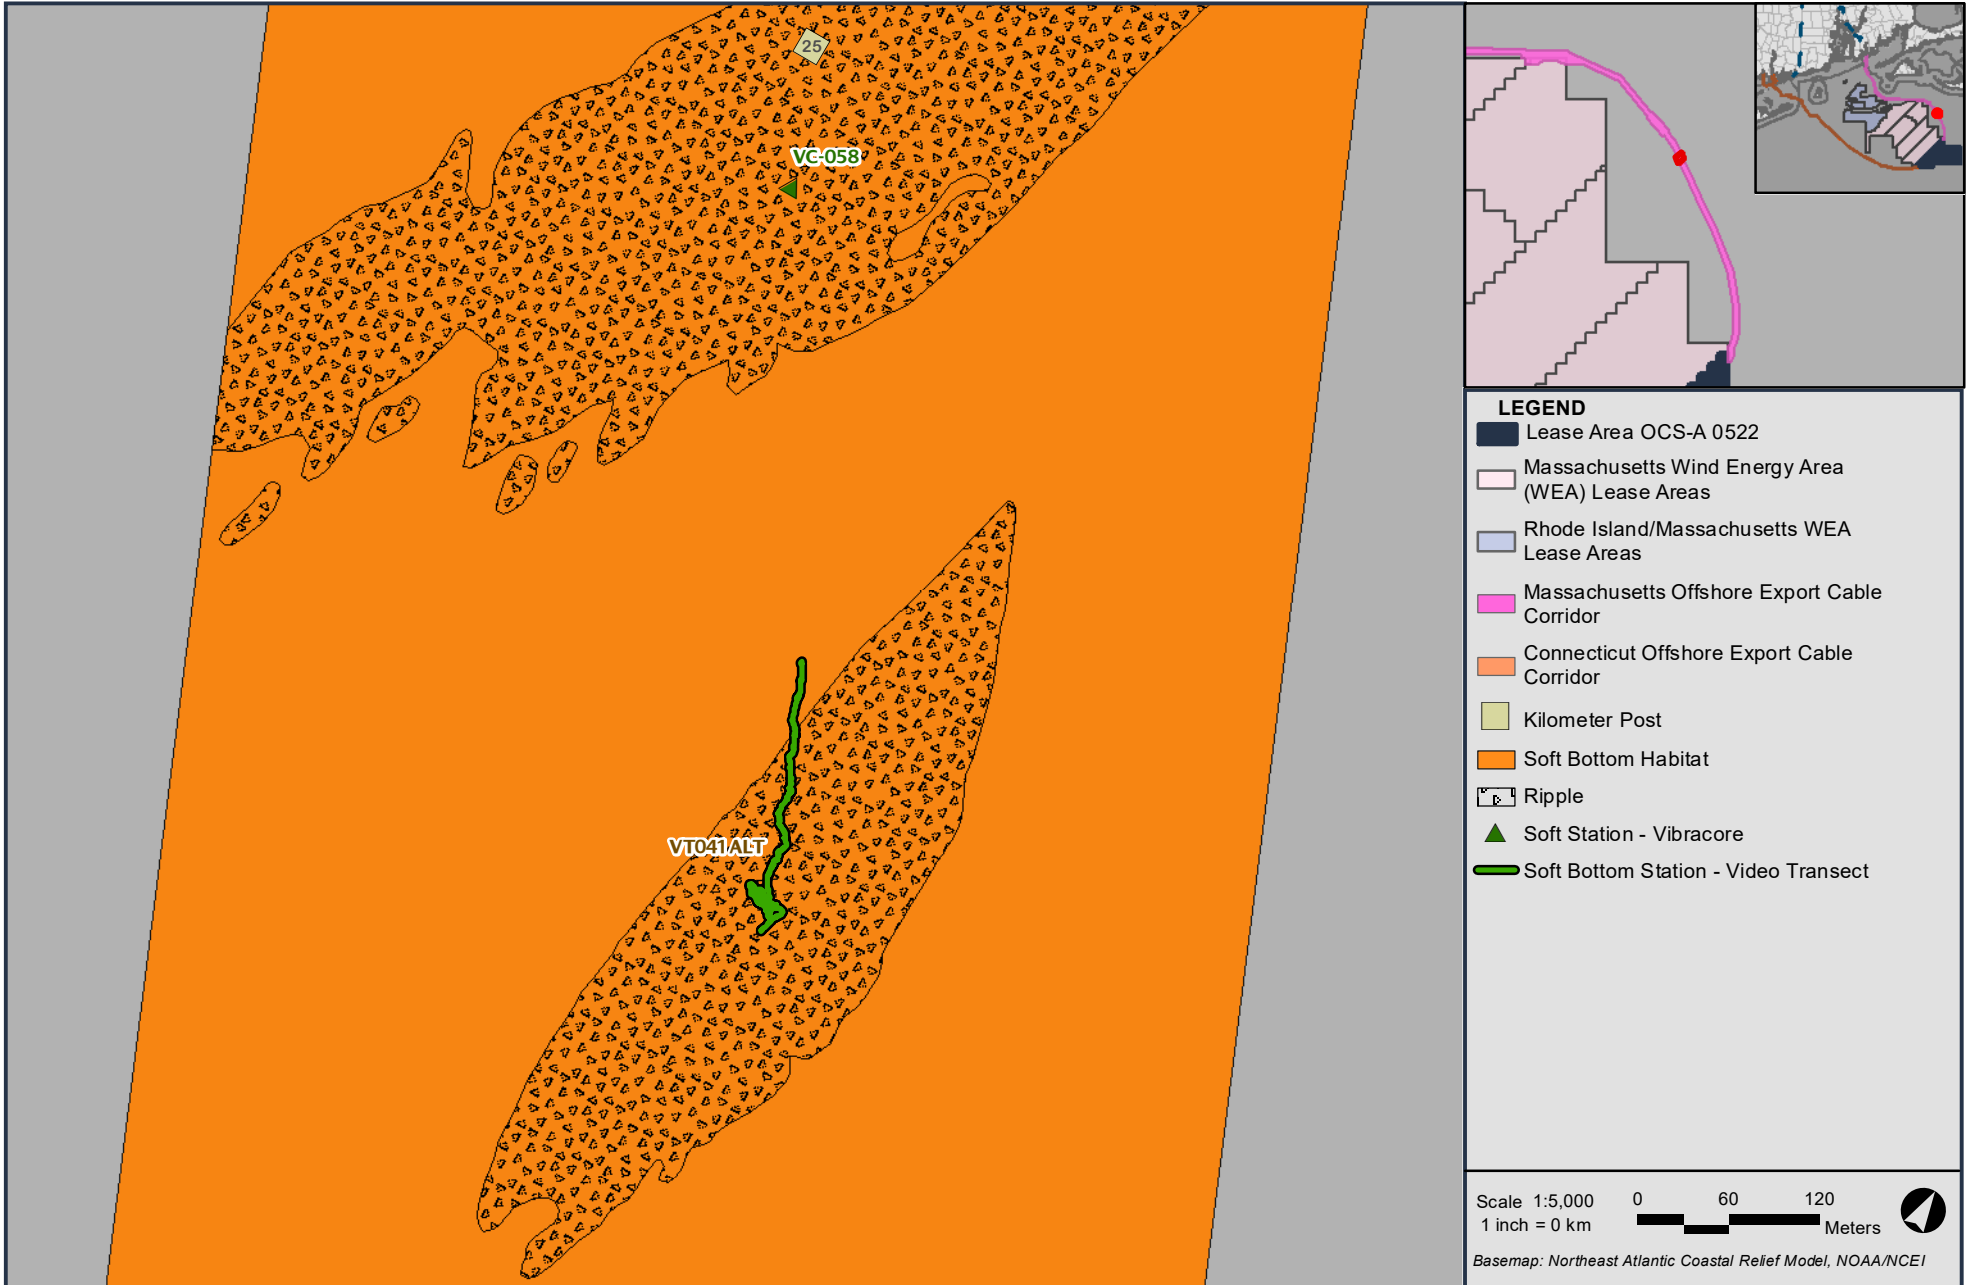 25
VC-058
VT041ALT
LEGEND
Lease Area OCS-A 0522
Massachusetts Wind Energy Area
(WEA) Lease Areas
Rhode Island/Massachusetts WEA
Lease Areas
Massachusetts Offshore Export Cable
Corridor
Connecticut Offshore Export Cable
Corridor
Kilometer Post
Soft Bottom Habitat
Ripple
Soft Station - Vibracore
Soft Bottom Station - Video Transect
Scale 1:5,000
1 inch = 0 km
0 60 120
Meters
Basemap: Northeast Atlantic Coastal Relief Model, NOAA/NCEI